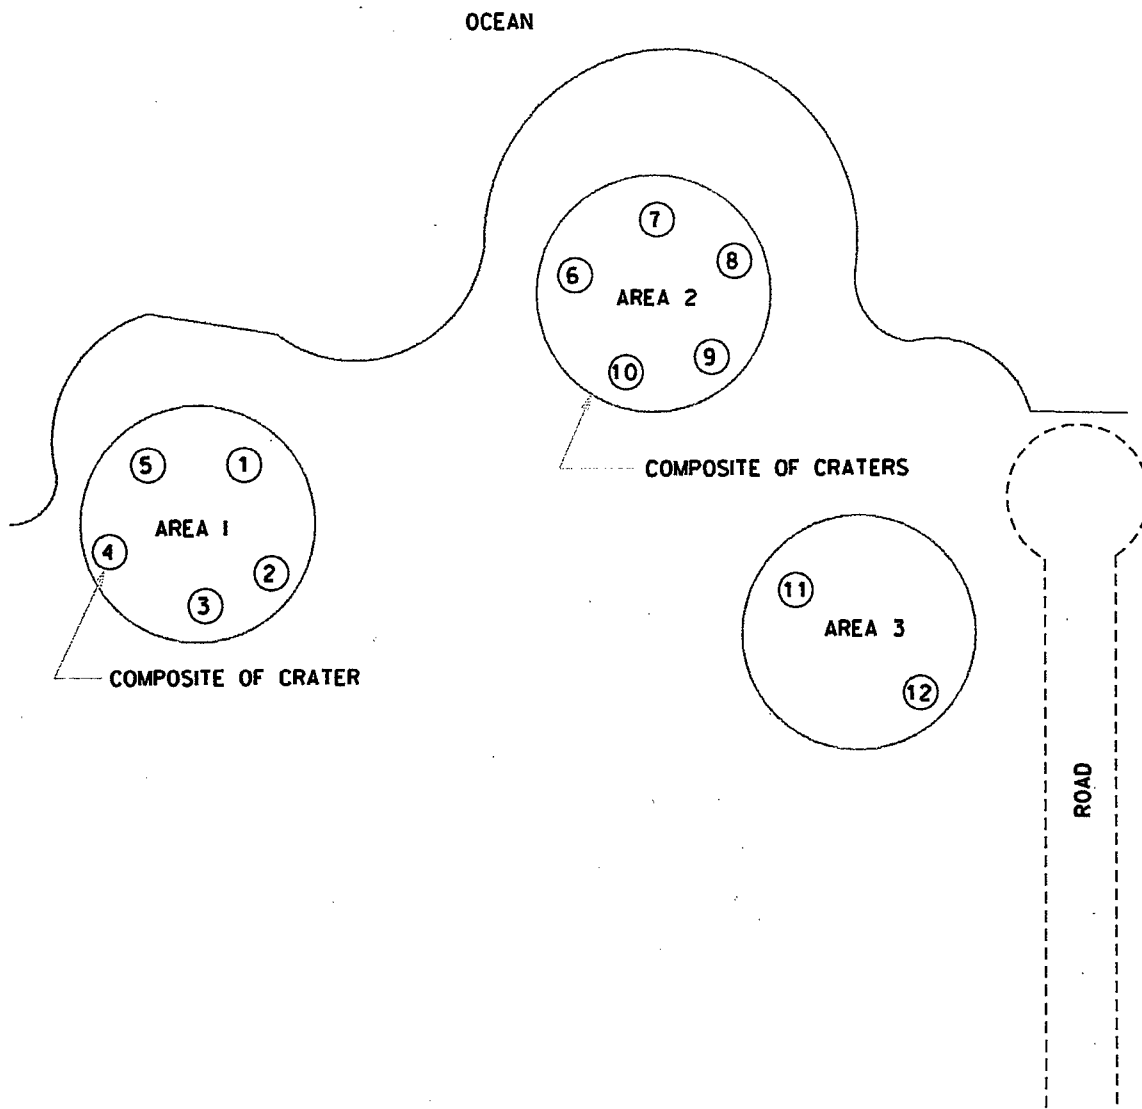 OCEAN
7
8
6
AREA 2
9
10
COMPOSITE OF CRATERS
5
1
AREA 1
4
2
3
COMPOSITE OF CRATER
11
AREA 3
12
ROAD